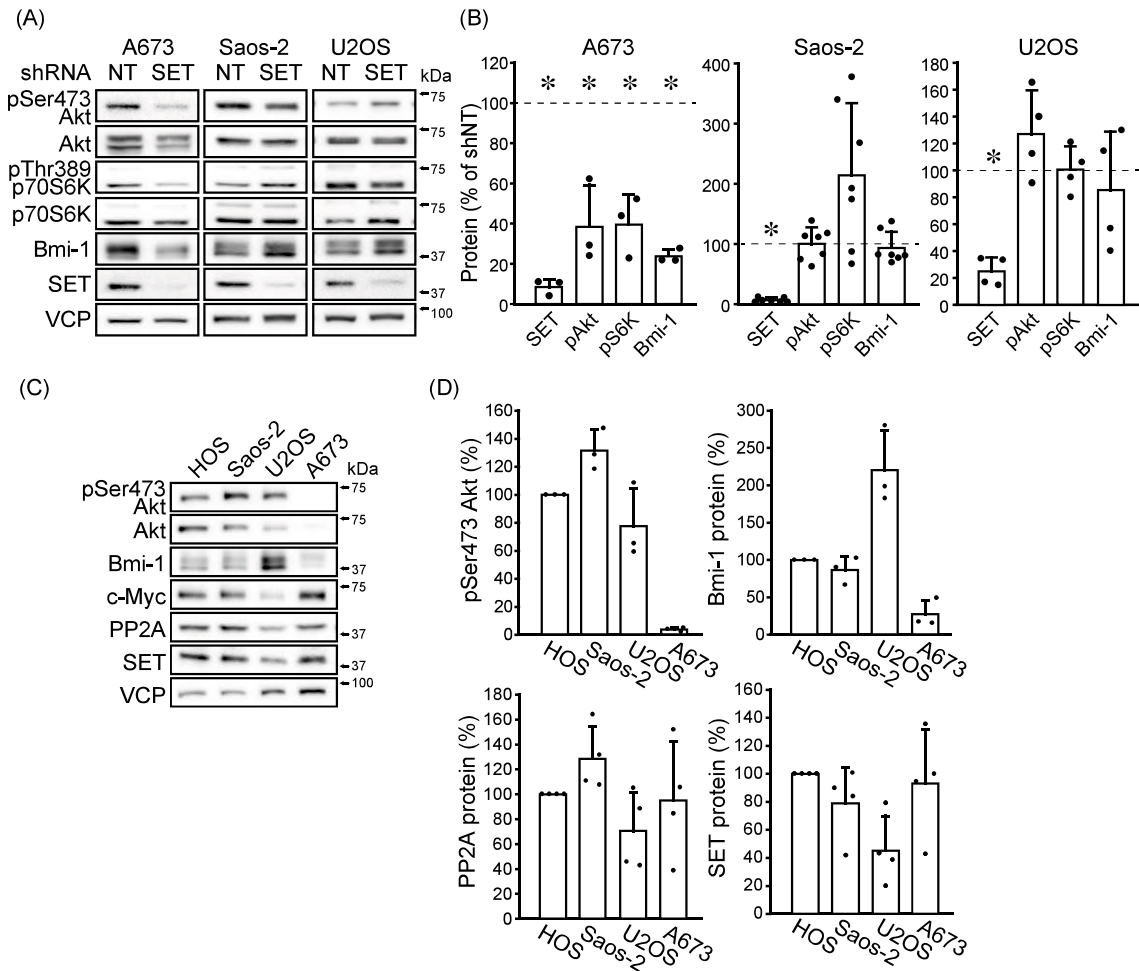 (A)
A673 Saos-2 U2OS
shRNA NT SET NT SET NT SET kDa
pSer473
Akt
75
Akt
75
pThr389
p70S6K
75
p70S6K
75
Bmi-1
37
SET
37
VCP
100
(B)
A673
Protein (% of shNT)
120
100
80
60
40
20
0
* * * *
SET pAkt pS6K Bmi-1
Saos-2
400
300
200
100
0
*
SET pAkt pS6K Bmi-1
U2OS
180
160
140
120
100
80
60
40
20
0
*
SET pAkt pS6K Bmi-1
(C)
HOS Saos-2 U2OS A673 kDa
pSer473
Akt
75
Akt
75
Bmi-1
37
c-Myc
75
PP2A
37
SET
37
VCP
100
(D)
pSer473 Akt (%)
160
140
120
100
80
60
40
20
0
HOS Saos-2 U2OS A673
Bmi-1 protein (%)
300
250
200
150
100
50
0
HOS Saos-2 U2OS A673
PP2A protein (%)
180
160
140
120
100
80
60
40
20
0
HOS Saos-2 U2OS A673
SET protein (%)
160
140
120
100
80
60
40
20
0
HOS Saos-2 U2OS A673